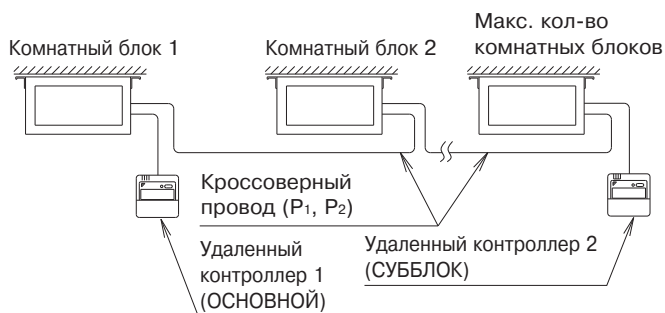 Макс. кол-во
комнатных блоков
Комнатный блок 1
Комнатный блок 2
Кроссоверный
провод (P1, P2)
Удаленный
контроллер 1
(ОСНОВНОЙ)
Удаленный контроллер 2
(СУББЛОК)